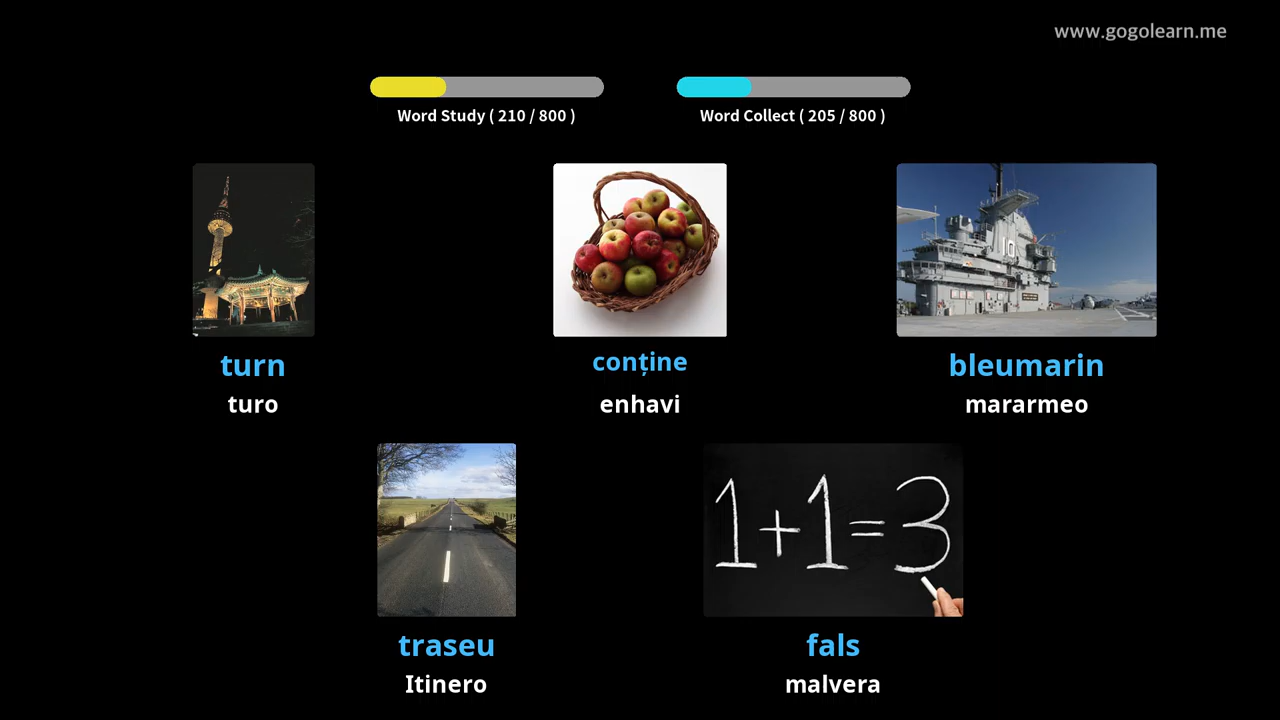 www.gogolearn.me
Word Study ( 210 / 800 )
Word Collect ( 205 / 800 )
10
turn
conține
bleumarin
turo
enhavi
mararmeo
1+1=3
traseu
fals
Itinero
malvera